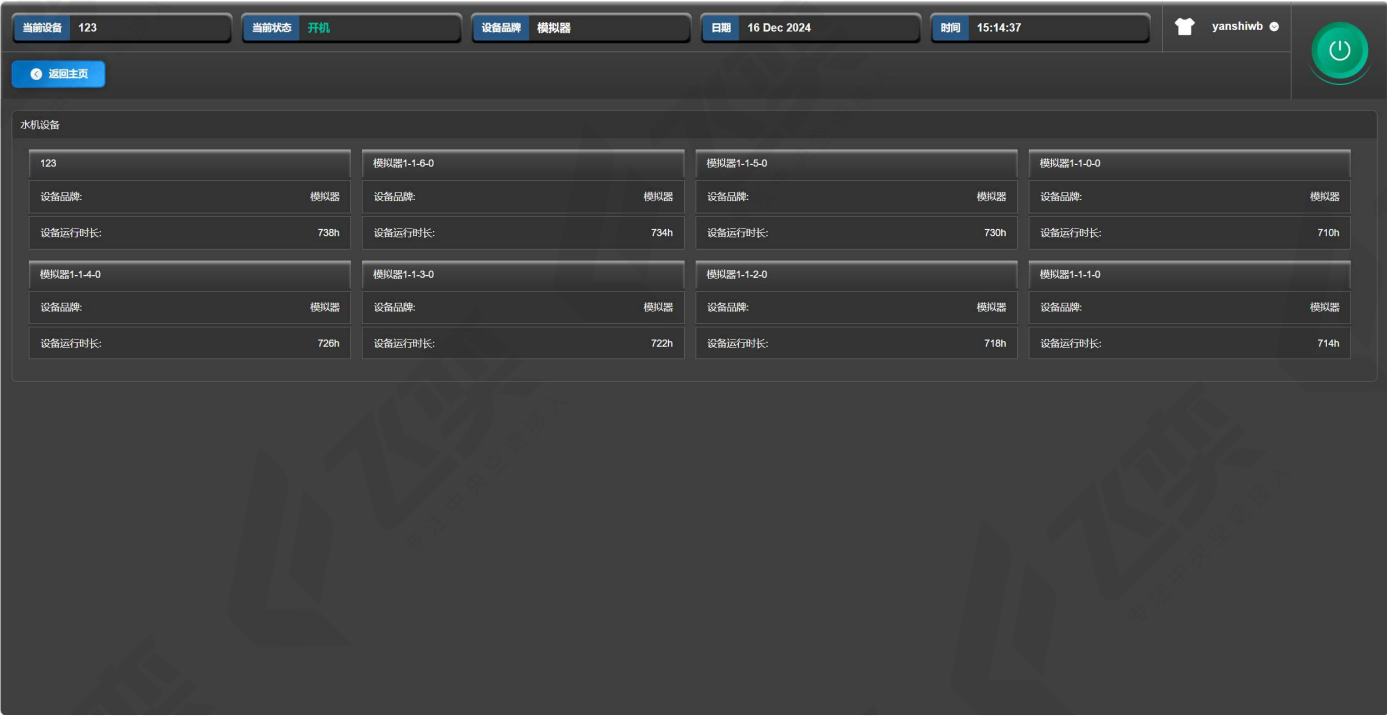 当前设备 123 当前状态 开机 设备品牌 模拟器 日期 16 Dec 2024 时间 15:14:37 yanshiwb
返回主页
水机设备
123 模拟器1-1-6-0 模拟器1-1-5-0 模拟器1-1-0-0
设备品牌: 模拟器 设备品牌: 模拟器 设备品牌: 模拟器 设备品牌: 模拟器
设备运行时长: 738h 设备运行时长: 734h 设备运行时长: 730h 设备运行时长: 710h
模拟器1-1-4-0 模拟器1-1-3-0 模拟器1-1-2-0 模拟器1-1-1-0
设备品牌: 模拟器 设备品牌: 模拟器 设备品牌: 模拟器 设备品牌: 模拟器
设备运行时长: 726h 设备运行时长: 722h 设备运行时长: 718h 设备运行时长: 714h